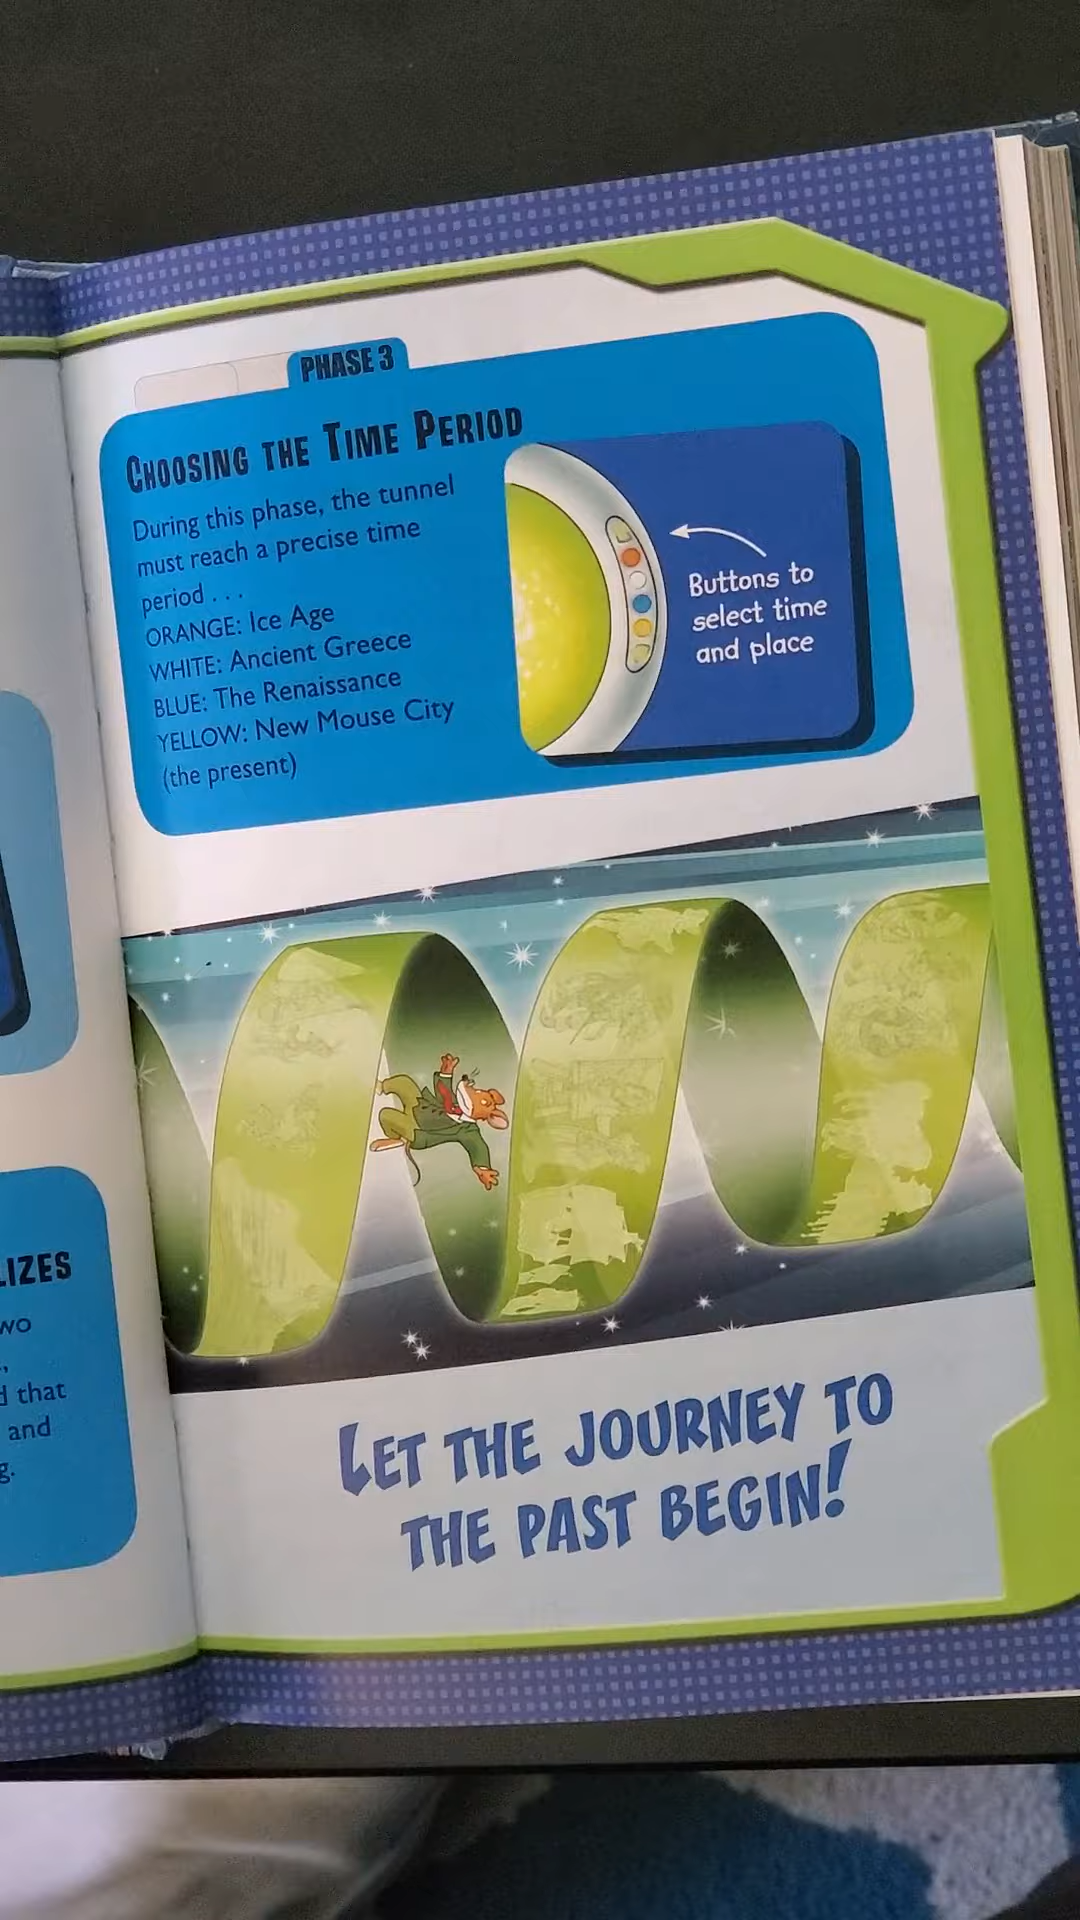 LIZES
wo
d that
and
g.
PHASE 3
CHOOSING THE TIME PERIOD
During this phase, the tunnel
must reach a precise time
period . . .
ORANGE: Ice Age
WHITE: Ancient Greece
BLUE: The Renaissance
YELLOW: New Mouse City
(the present)
Buttons to
select time
and place
LET THE JOURNEY TO
THE PAST BEGIN!